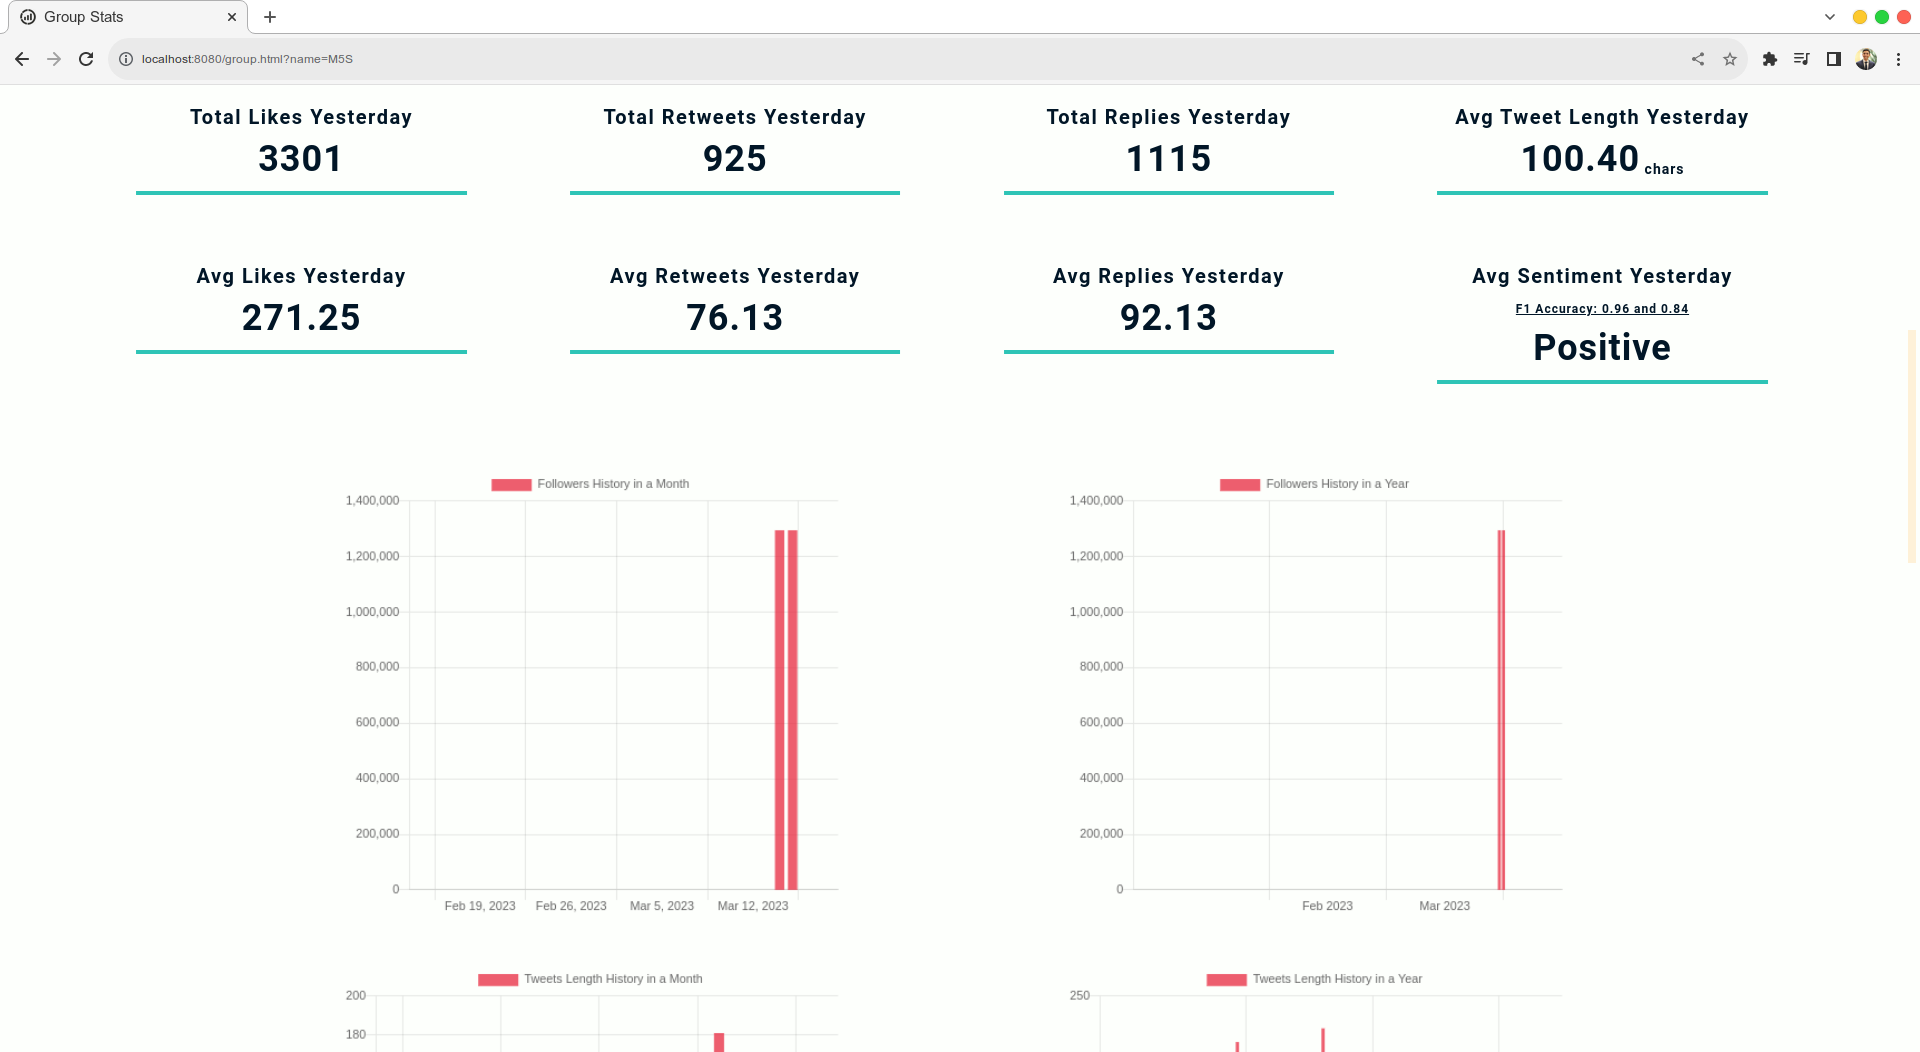 Group Stats
localhost:8080/group.html?name=M5S
Total Likes Yesterday
3301
Total Retweets Yesterday
925
Total Replies Yesterday
1115
Avg Tweet Length Yesterday
100.40 chars
Avg Likes Yesterday
271.25
Avg Retweets Yesterday
76.13
Avg Replies Yesterday
92.13
Avg Sentiment Yesterday
F1 Accuracy: 0.96 and 0.84
Positive
Followers History in a Month
1,400,000
1,200,000
1,000,000
800,000
600,000
400,000
200,000
0
Feb 19, 2023 Feb 26, 2023 Mar 5, 2023 Mar 12, 2023
Followers History in a Year
1,400,000
1,200,000
1,000,000
800,000
600,000
400,000
200,000
0
Feb 2023 Mar 2023
Tweets Length History in a Month
200
180
Tweets Length History in a Year
250